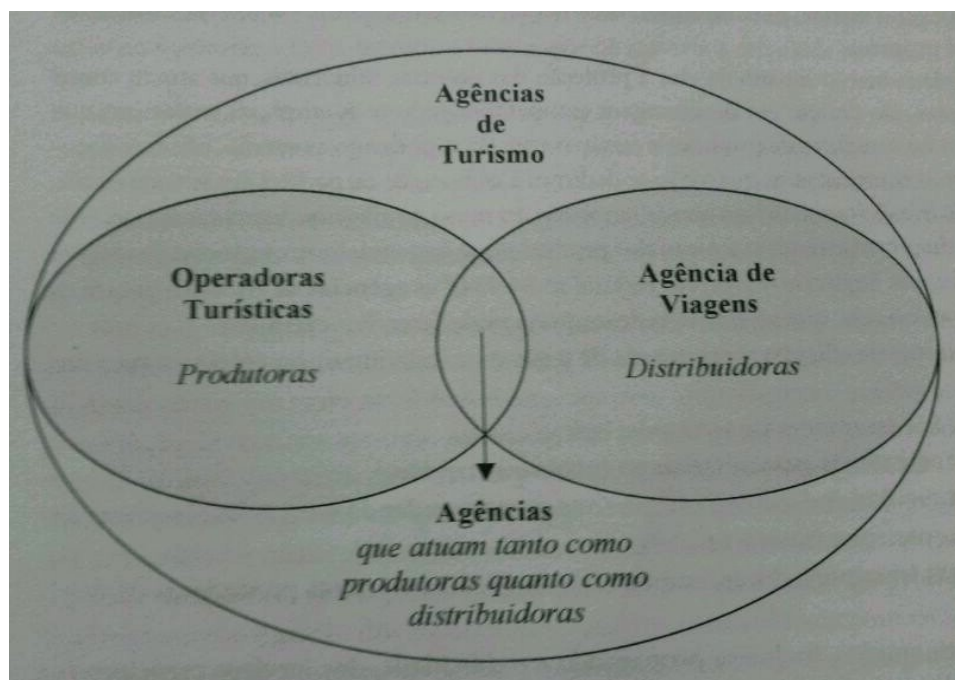 Agências
de
Turismo
Operadoras
Turísticas
Produtoras
Agência de
Viagens
Distribuidoras
Agências
que atuam tanto como
produtoras quanto como
distribuidoras